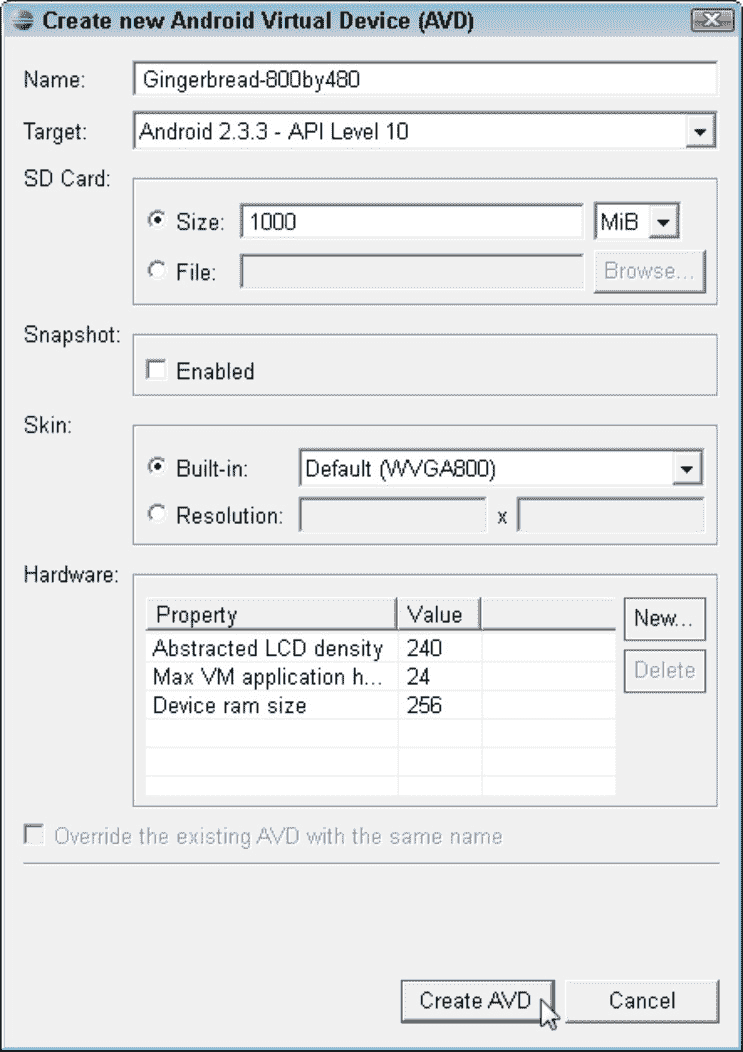 Create new Android Virtual Device (AVD)
Name: Gingerbread-800by480
Target: Android 2.3.3 - API Level 10
SD Card:
Size: 1000 MiB
File: Browse...
Snapshot:
Enabled
Skin:
Built-in: Default (WVGA800)
Resolution: x
Hardware:
Property Value New...
Abstracted LCD density 240
Max VM application h... 24 Delete
Device ram size 256
Override the existing AVD with the same name
Create AVD Cancel